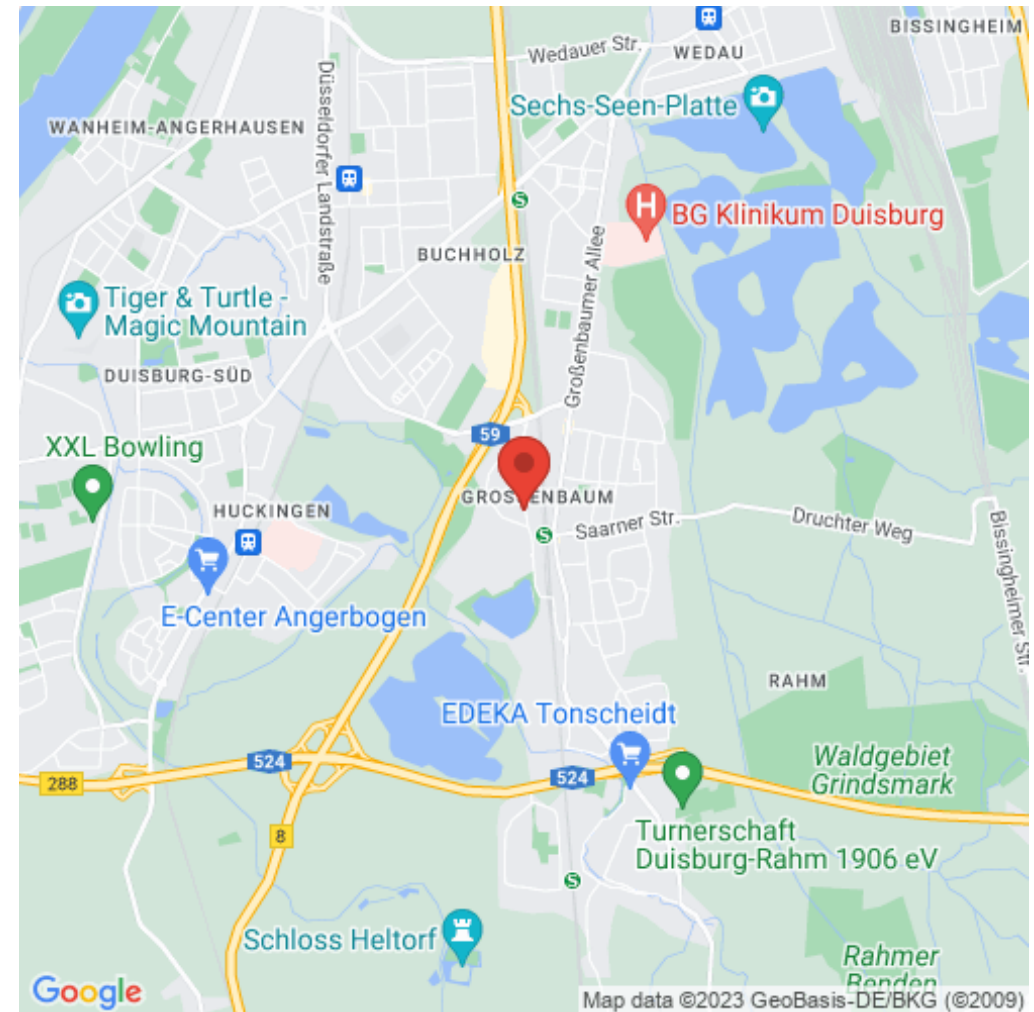 BISSINGHEIM
Wedauer Str.
WEDAU
Sechs-Seen-Platte
WANHEIM-ANGERHAUSEN
Düsseldorfer Landstraße
S
H
BG Klinikum Duisburg
BUCHHOLZ
Großenbaumer Allee
Tiger & Turtle -
Magic Mountain
DUISBURG-SÜD
59
XXL Bowling
GROSSENBAUM
HUCKINGEN
S
Saarner Str.
Druchter Weg
Bissingheimer Str.
E-Center Angerbogen
RAHM
EDEKA Tonscheidt
524
288
524
Waldgebiet
Grindsmark
8
Turnerschaft
Duisburg-Rahm 1906 eV
S
Schloss Heltorf
Rahmer
Benden
Google
Map data ©2023 GeoBasis-DE/BKG (©2009)